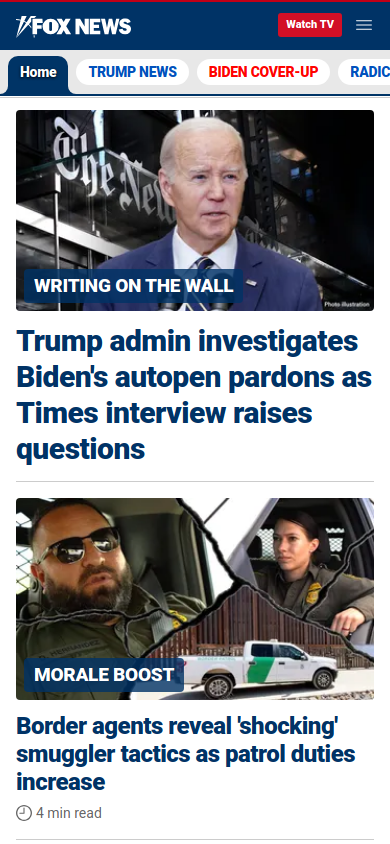 FOX NEWS
Watch TV
Home
TRUMP NEWS
BIDEN COVER-UP
RADIC
The New
WRITING ON THE WALL
Photo illustration
Trump admin investigates
Biden's autopen pardons as
Times interview raises
questions
MORALE BOOST
Border agents reveal 'shocking'
smuggler tactics as patrol duties
increase
4 min read